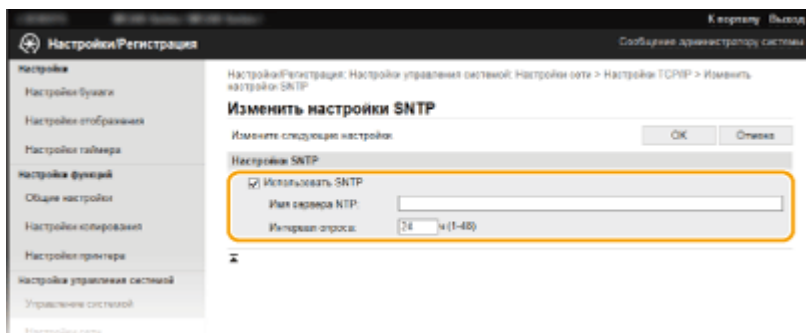 К порталу Выход
Настройки/Регистрация
Сообщение администратору системы
Настройки
Настройки бумаги
Настройки отображения
Настройки таймера
Настройки функций
Общие настройки
Настройки копирования
Настройки принтера
Настройка управления системой
Управление системой
Настройки сети
Настройки/Регистрация: Настройки управления системой: Настройки сети > Настройки TCP/IP > Изменить
настройки SNTP
Изменить настройки SNTP
Измените следующие настройки.
OK Отмена
Настройки SNTP
Использовать SNTP
Имя сервера NTP:
Интервал опроса: 24 ч (1-48)